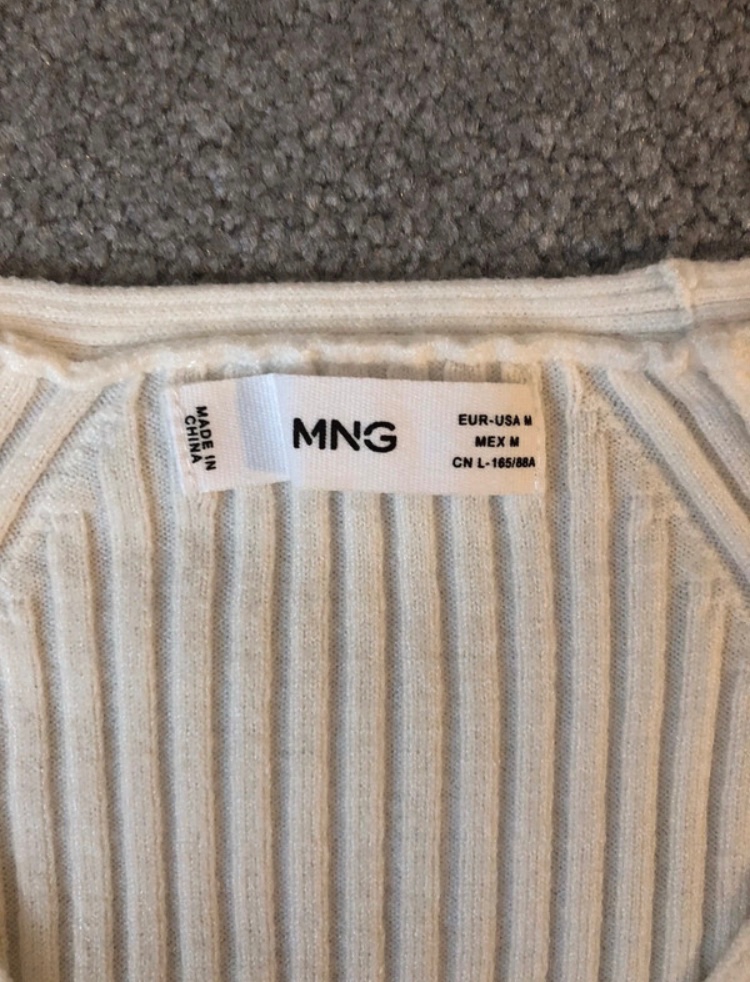 MADE IN
CHINA
MNG
EUR-USA M
MEX M
CN L-165/88A